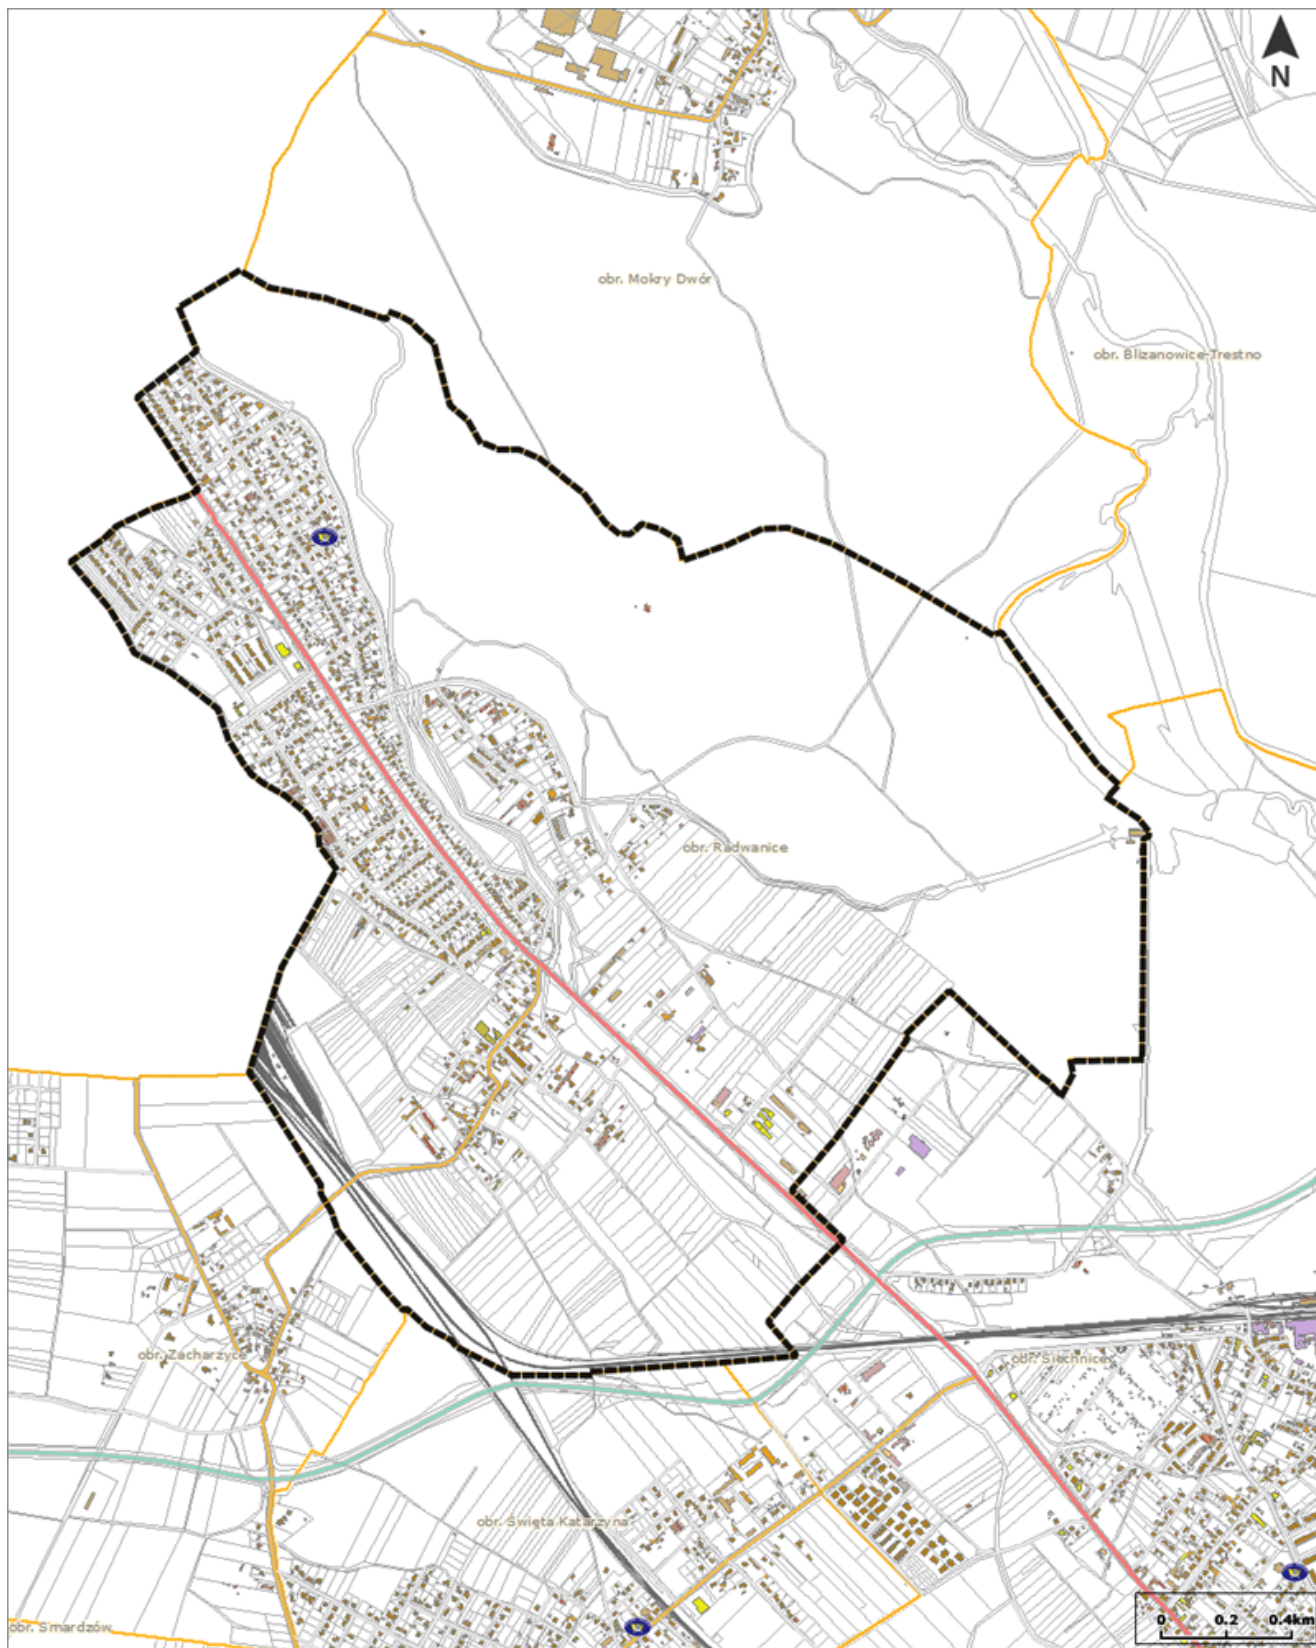 N
obr. Mokry Dwór
obr. Blizanowice-Trestno
obr. Radwanice
obr. Zacharzyce
obr. Siechnice
obr. Święta Katarzyna
obr. Smardzów
0 0.2 0.4km